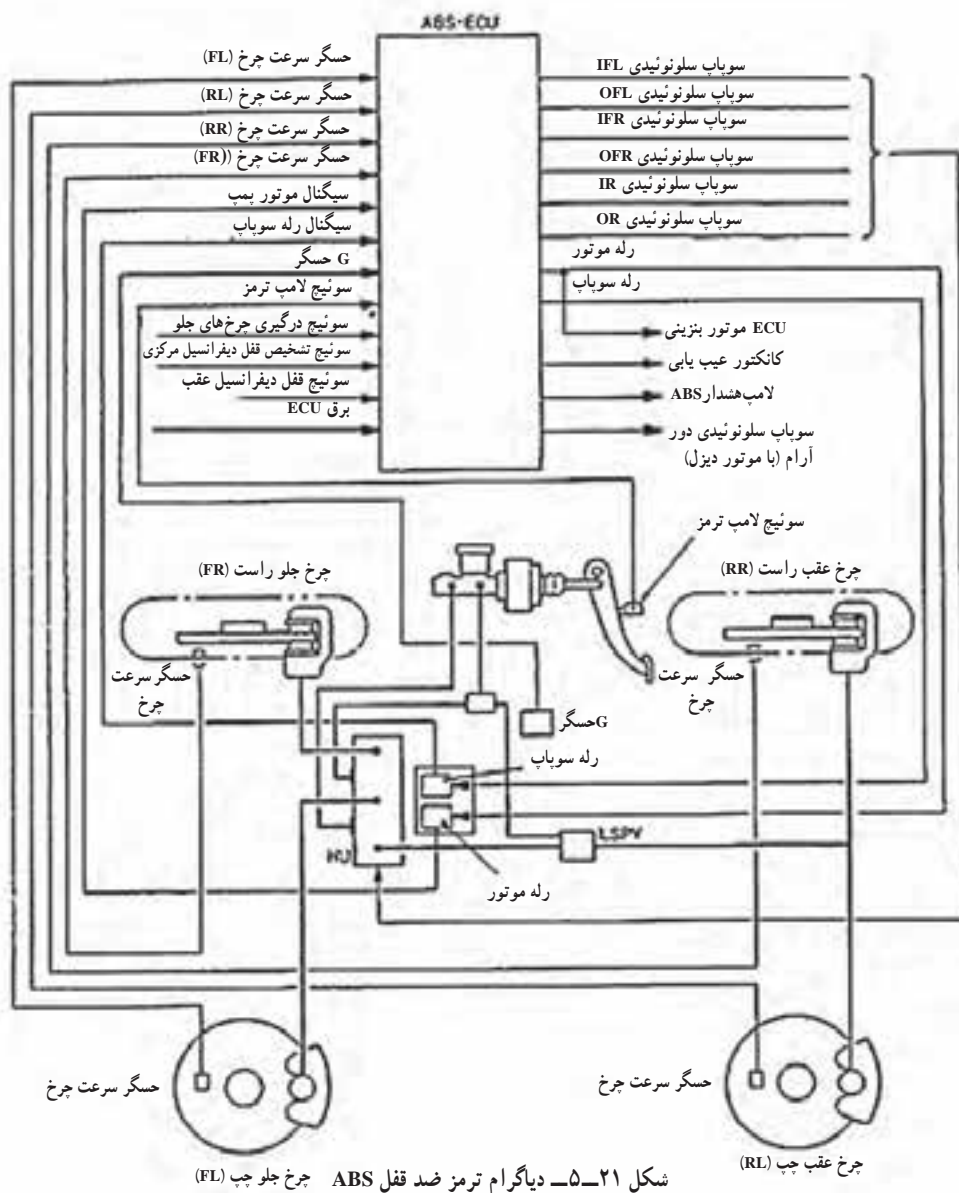 ABS-ECU
حسگر سرعت چرخ (FL)
حسگر سرعت چرخ (RL)
حسگر سرعت چرخ (RR)
حسگر سرعت چرخ ((FR)
سیگنال موتور پمپ
سیگنال رله سوپاپ
G حسگر
سوئیچ لامپ ترمز
سوئیچ درگیری چرخ‌های جلو
سوئیچ تشخیص قفل دیفرانسیل مرکزی
سوئیچ قفل دیفرانسیل عقب
برق ECU
سوپاپ سلونوئیدی IFL
سوپاپ سلونوئیدی OFL
سوپاپ سلونوئیدی IFR
سوپاپ سلونوئیدی OFR
سوپاپ سلونوئیدی IR
سوپاپ سلونوئیدی OR
رله موتور
رله سوپاپ
ECU موتور بنزینی
کانکتور عیب یابی
لامپ‌هشدارABS
سوپاپ سلونوئیدی دور
آرام (با موتور دیزل)
سوئیچ لامپ ترمز
چرخ عقب راست (RR)
چرخ جلو راست (FR)
حسگر سرعت
چرخ
حسگر سرعت
چرخ
Gحسگر
رله سوپاپ
LSPV
HU
رله موتور
حسگر سرعت چرخ
حسگر سرعت چرخ
چرخ عقب چپ (RL)
چرخ جلو چپ (FL)
شکل ۲۱ــ۵ــ دیاگرام ترمز ضد قفل ABS